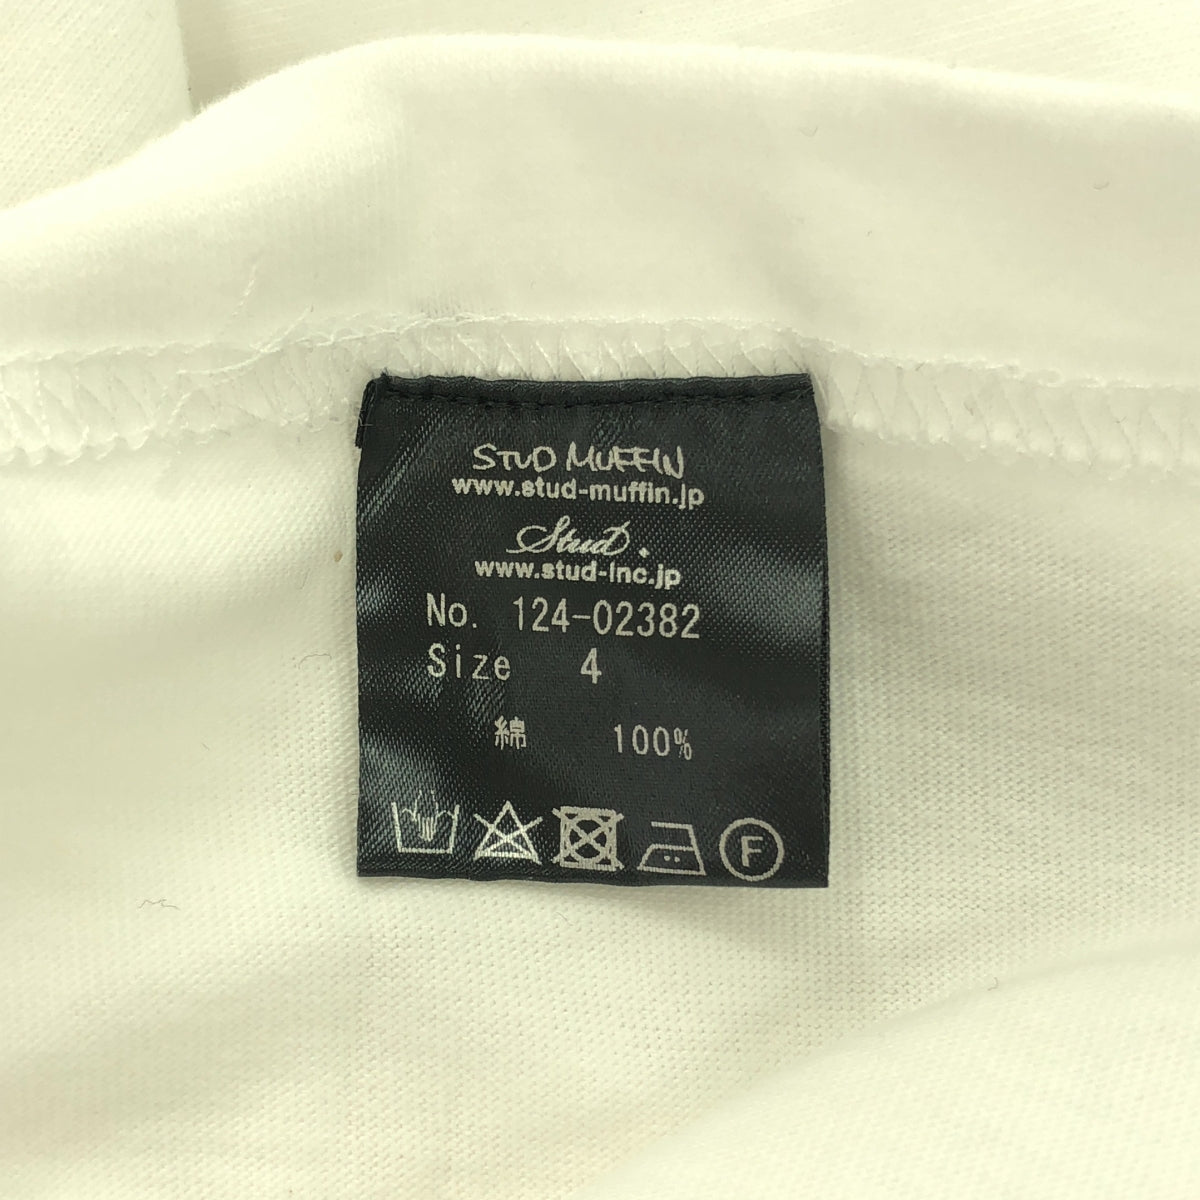 STUD MUFFIN
www.stud-muffin.jp
Stud.
www.stud-inc.jp
No. 124-02382
Size 4
綿 100%
F